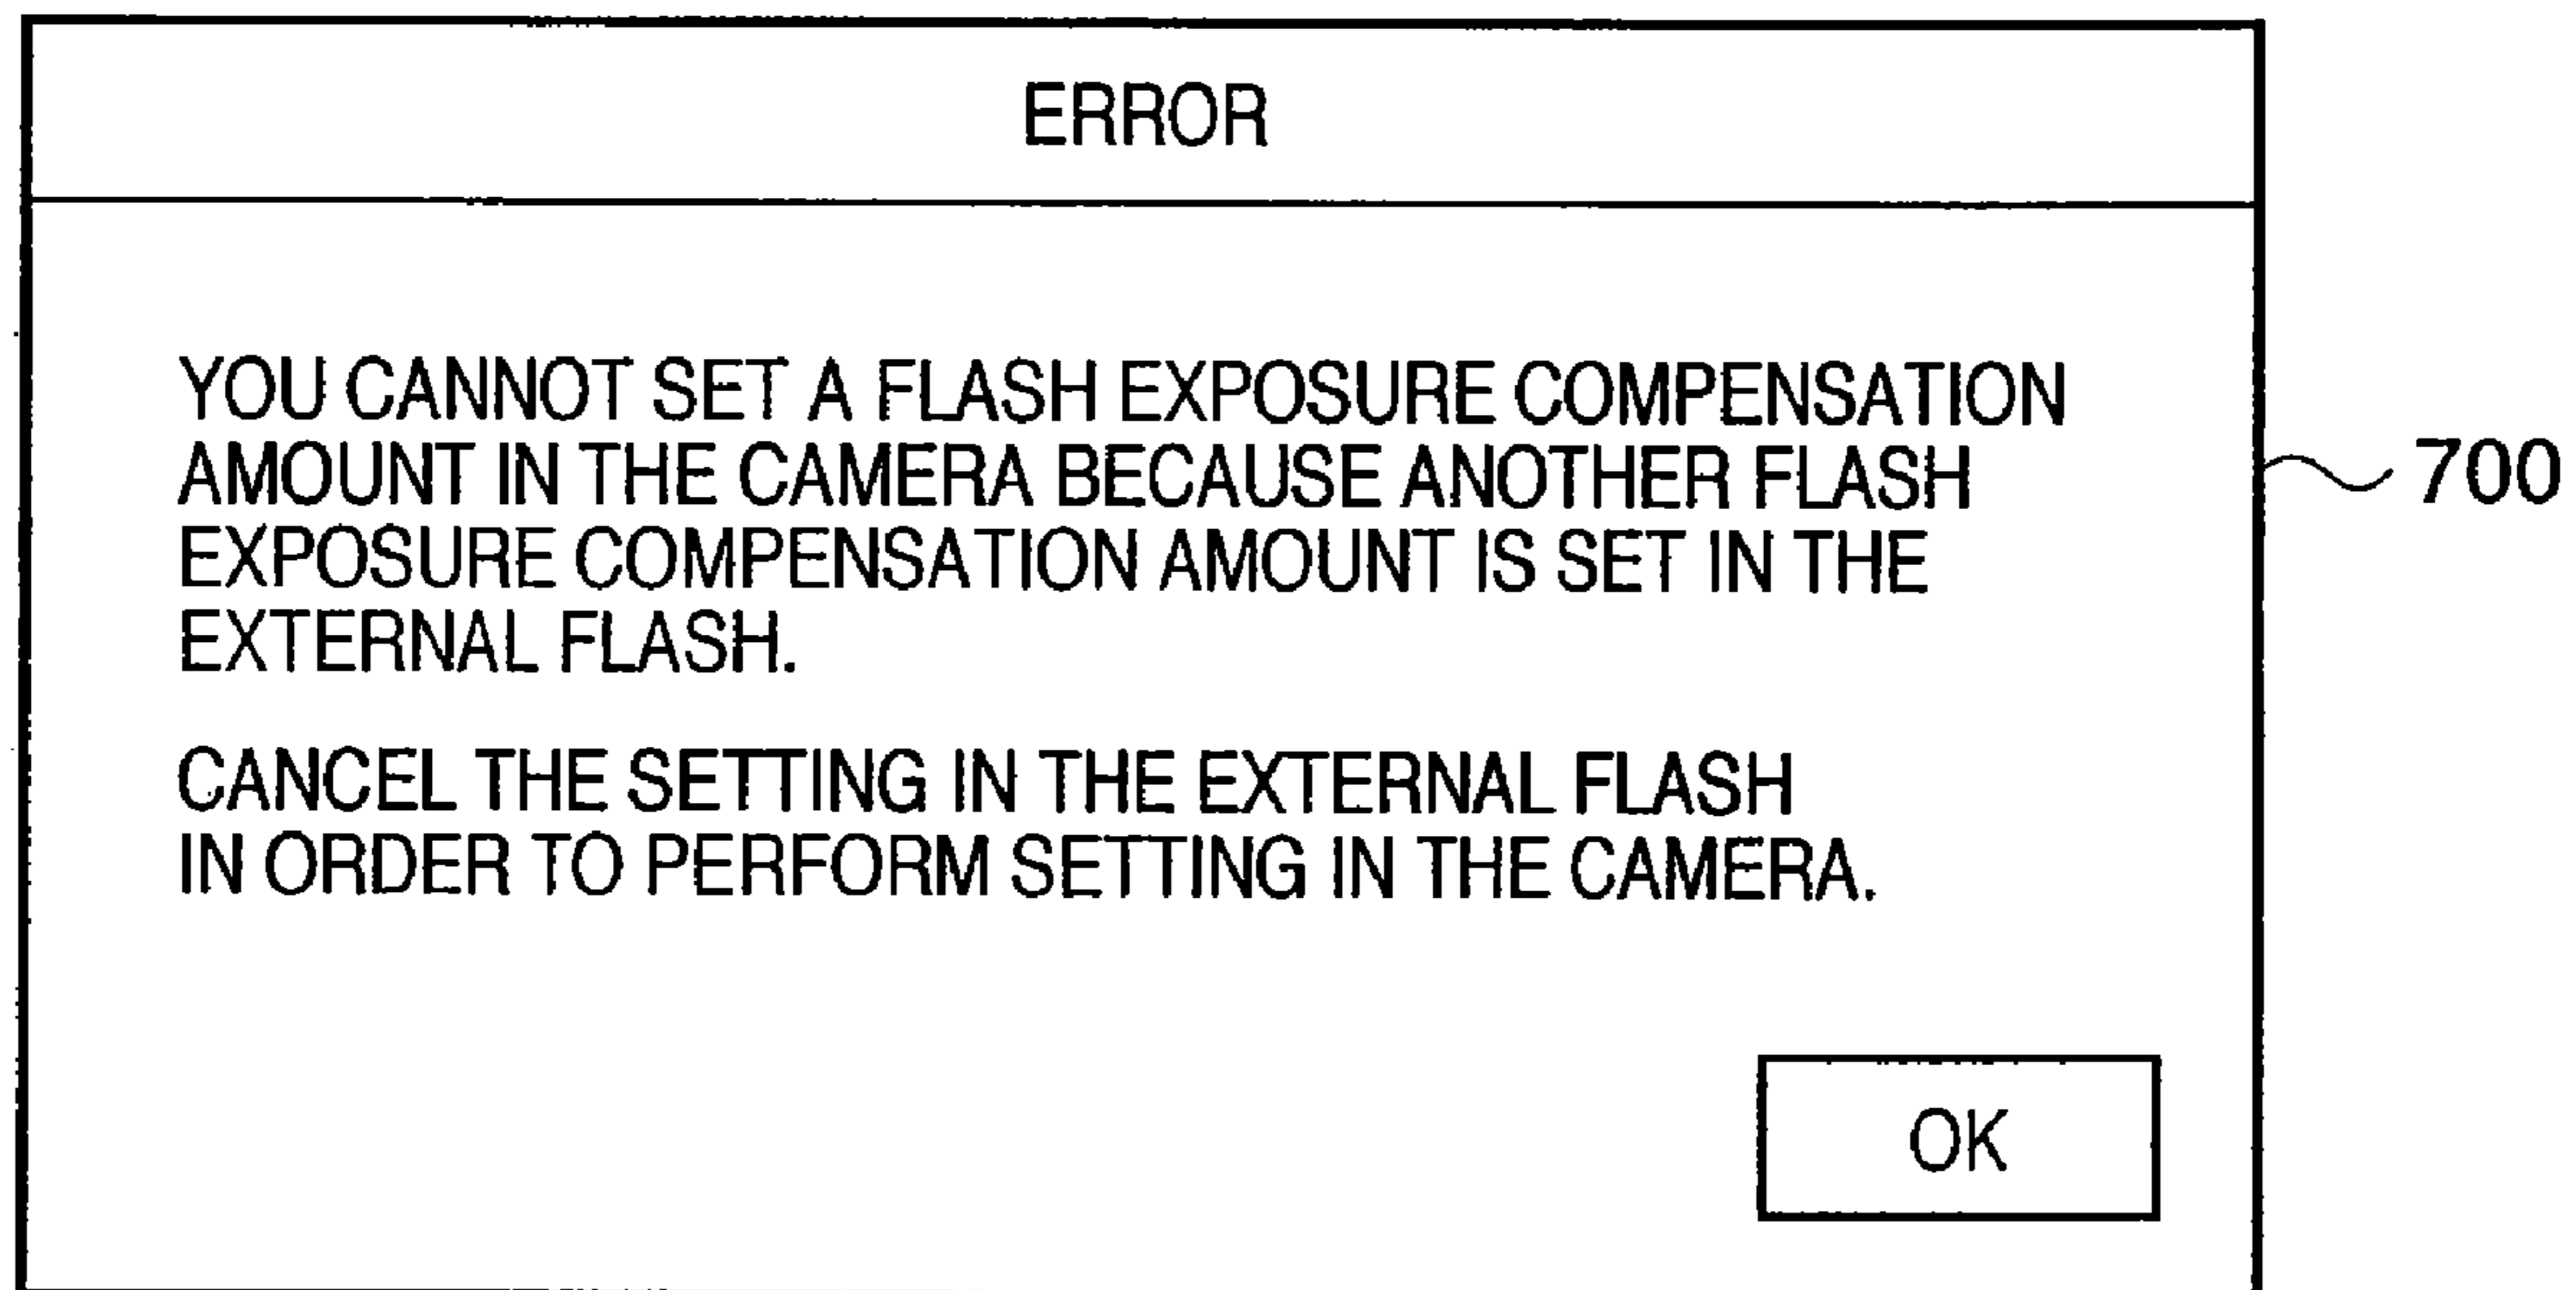 ERROR
YOU CANNOT SET A FLASH EXPOSURE COMPENSATION
AMOUNT IN THE CAMERA BECAUSE ANOTHER FLASH
EXPOSURE COMPENSATION AMOUNT IS SET IN THE
EXTERNAL FLASH.
700
CANCEL THE SETTING IN THE EXTERNAL FLASH
IN ORDER TO PERFORM SETTING IN THE CAMERA.
OK